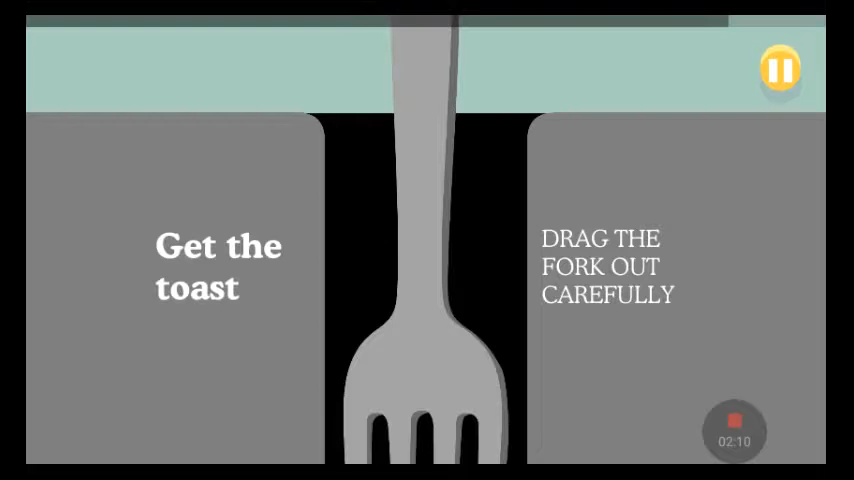 Get the
toast
DRAG THE
FORK OUT
CAREFULLY
02:10